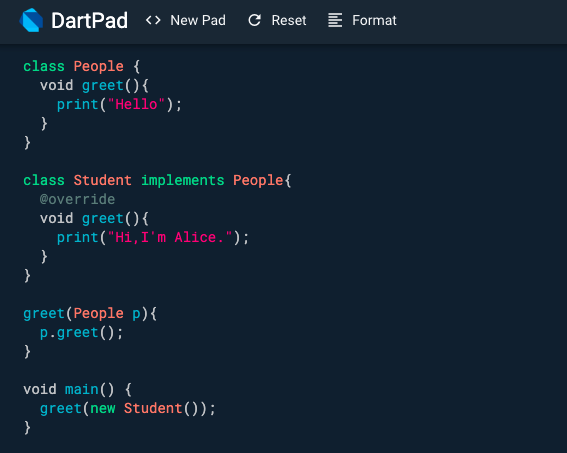 DartPad <> New Pad Reset Format
class People {
  void greet(){
    print("Hello");
  }
}

class Student implements People{
  @override
  void greet(){
    print("Hi,I'm Alice.");
  }
}

greet(People p){
  p.greet();
}

void main() {
  greet(new Student());
}